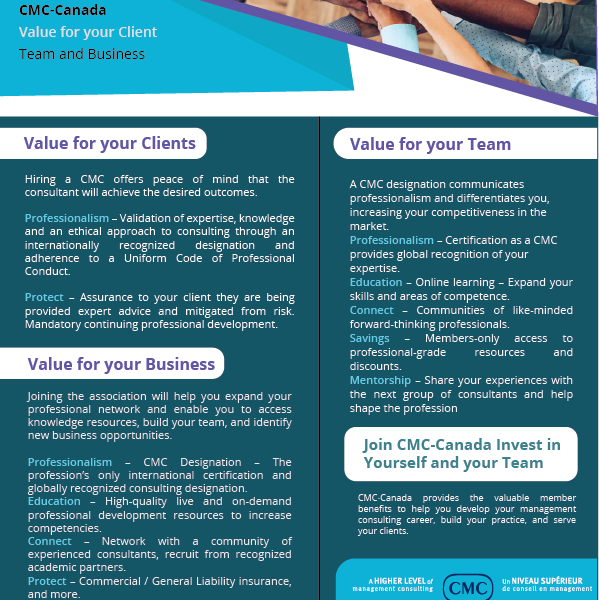 CMC-Canada
Value for your Client
Team and Business
Value for your Clients
Hiring a CMC offers peace of mind that the
consultant will achieve the desired outcomes.
Professionalism – Validation of expertise, knowledge
and an ethical approach to consulting through an
internationally recognized designation and
adherence to a Uniform Code of Professional
Conduct.
Protect – Assurance to your client they are being
provided expert advice and mitigated from risk.
Mandatory continuing professional development.
Value for your Business
Joining the association will help you expand your
professional network and enable you to access
knowledge resources, build your team, and identify
new business opportunities.
Professionalism – CMC Designation – The
profession's only international certification and
globally recognized consulting designation.
Education – High-quality live and on-demand
professional development resources to increase
competencies.
Connect – Network with a community of
experienced consultants, recruit from recognized
academic partners.
Protect – Commercial / General Liability insurance,
and more.
Value for your Team
A CMC designation communicates
professionalism and differentiates you,
increasing your competitiveness in the
market.
Professionalism – Certification as a CMC
provides global recognition of your
expertise.
Education – Online learning – Expand your
skills and areas of competence.
Connect – Communities of like-minded
forward-thinking professionals.
Savings – Members-only access to
professional-grade resources and
discounts.
Mentorship – Share your experiences with
the next group of consultants and help
shape the profession
Join CMC-Canada Invest in
Yourself and your Team
CMC-Canada provides the valuable member
benefits to help you develop your management
consulting career, build your practice, and serve
your clients.
A HIGHER LEVEL of
management consulting
CMC
Un NIVEAU SUPÉRIEUR
de conseil en management